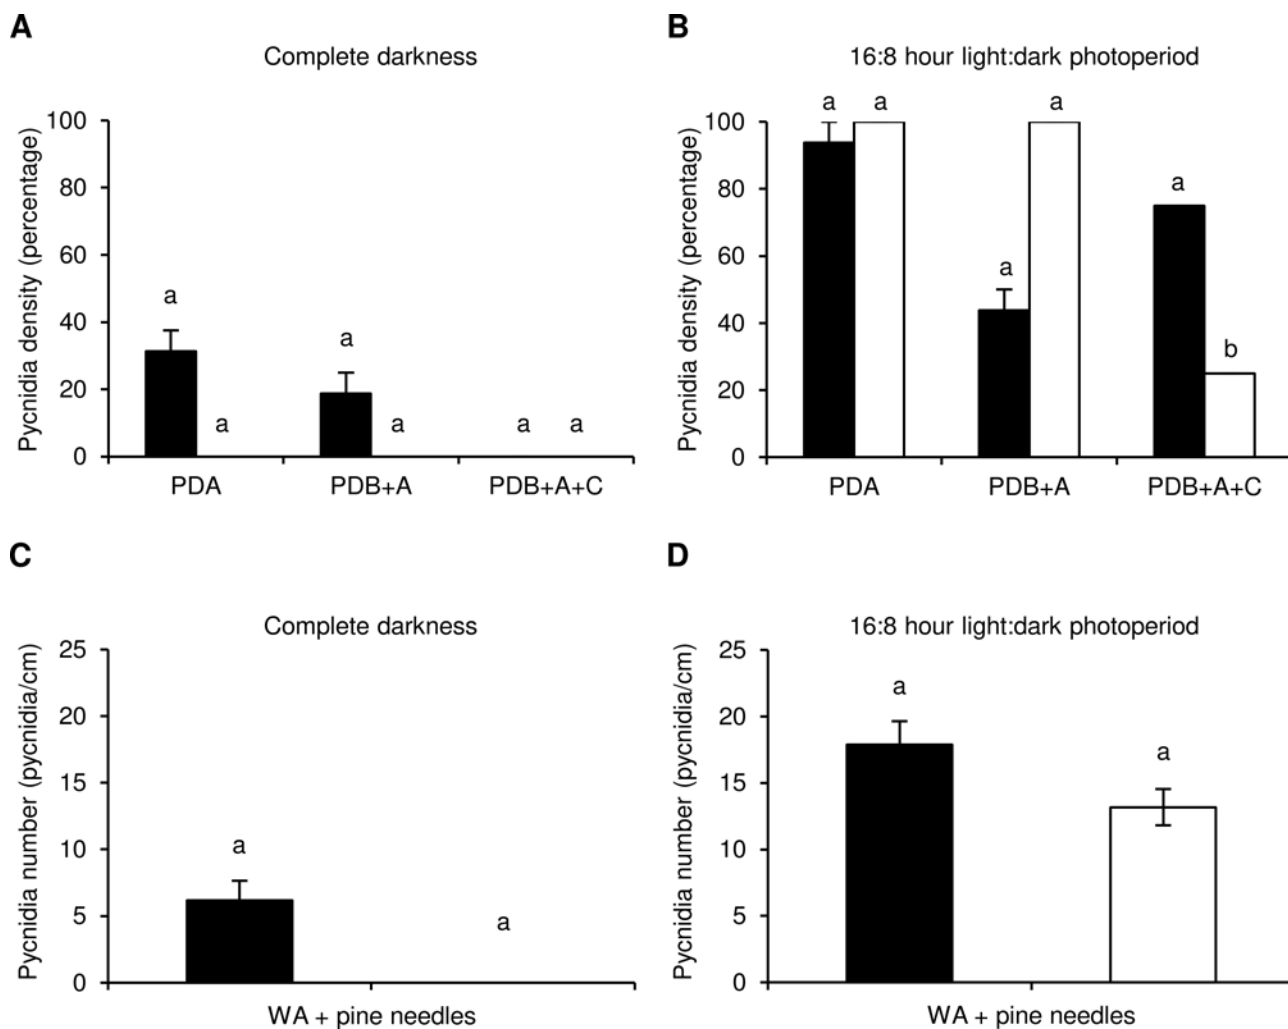 A
Complete darkness
Pycnidia density (percentage)
100
80
60
40
20
0
a
a
a
a
a
a
PDA
PDB+A
PDB+A+C
B
16:8 hour light:dark photoperiod
Pycnidia density (percentage)
100
80
60
40
20
0
a
a
a
a
a
b
PDA
PDB+A
PDB+A+C
C
Complete darkness
Pycnidia number (pycnidia/cm)
25
20
15
10
5
0
a
a
WA + pine needles
D
16:8 hour light:dark photoperiod
Pycnidia number (pycnidia/cm)
25
20
15
10
5
0
a
a
WA + pine needles